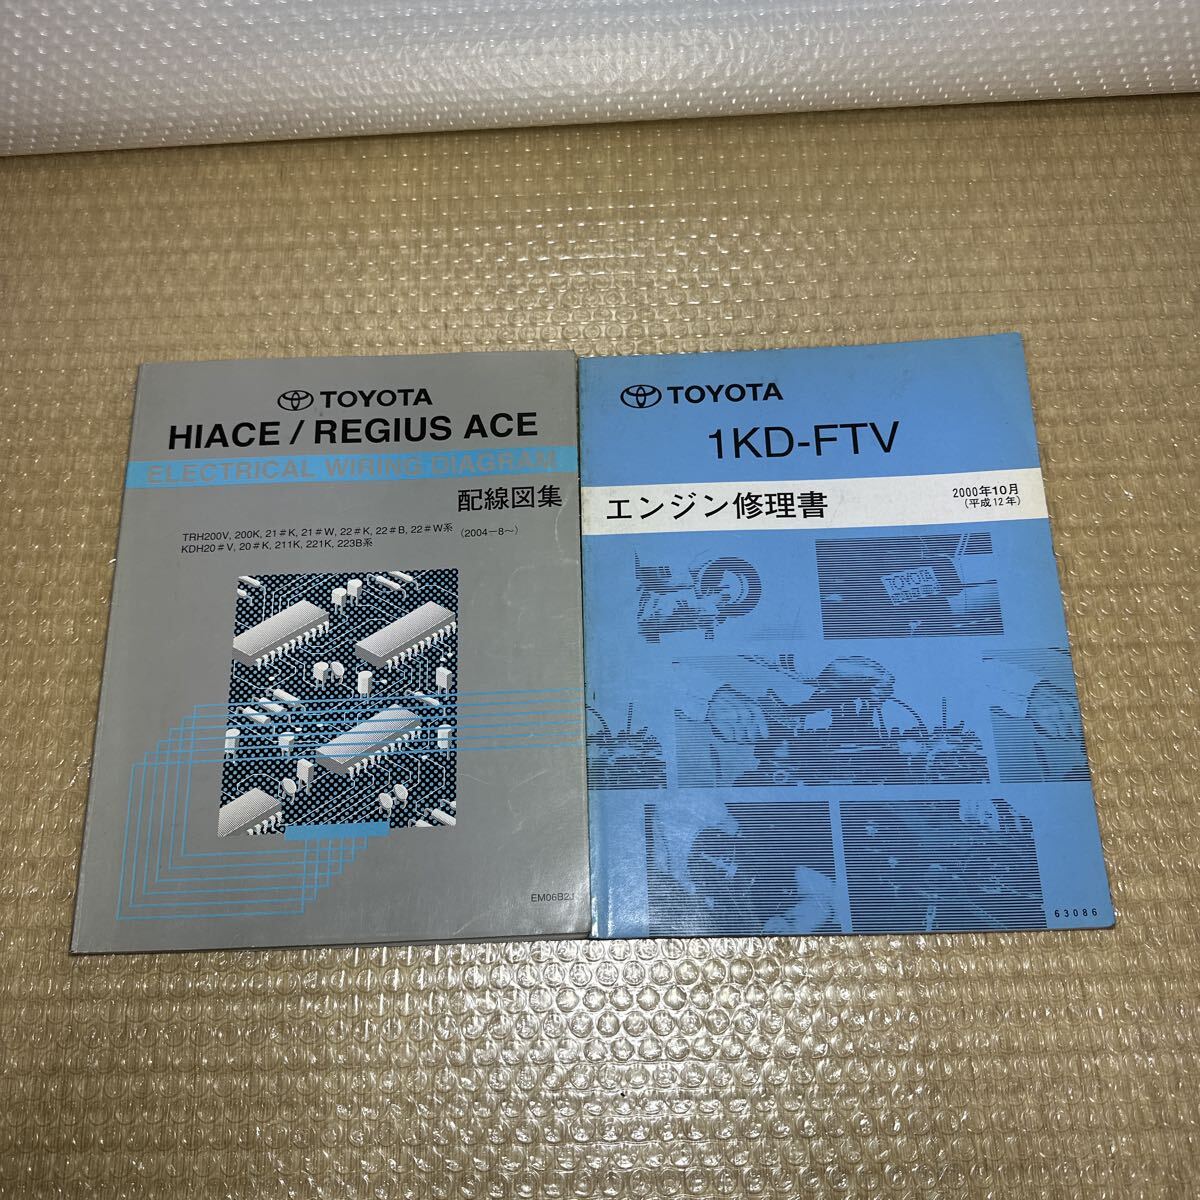 TOYOTA
HIACE / REGIUS ACE
ELECTRICAL WIRING DIAGRAM
配線図集
TRH200V, 200K, 21#K, 21#W, 22#K, 22#B, 22#W系
KDH20#V, 20#K, 211K, 221K, 223B系
(2004－8～)
EM06B2J
TOYOTA
1KD-FTV
エンジン修理書
2000年10月
(平成12年)
TOYOTA
63086